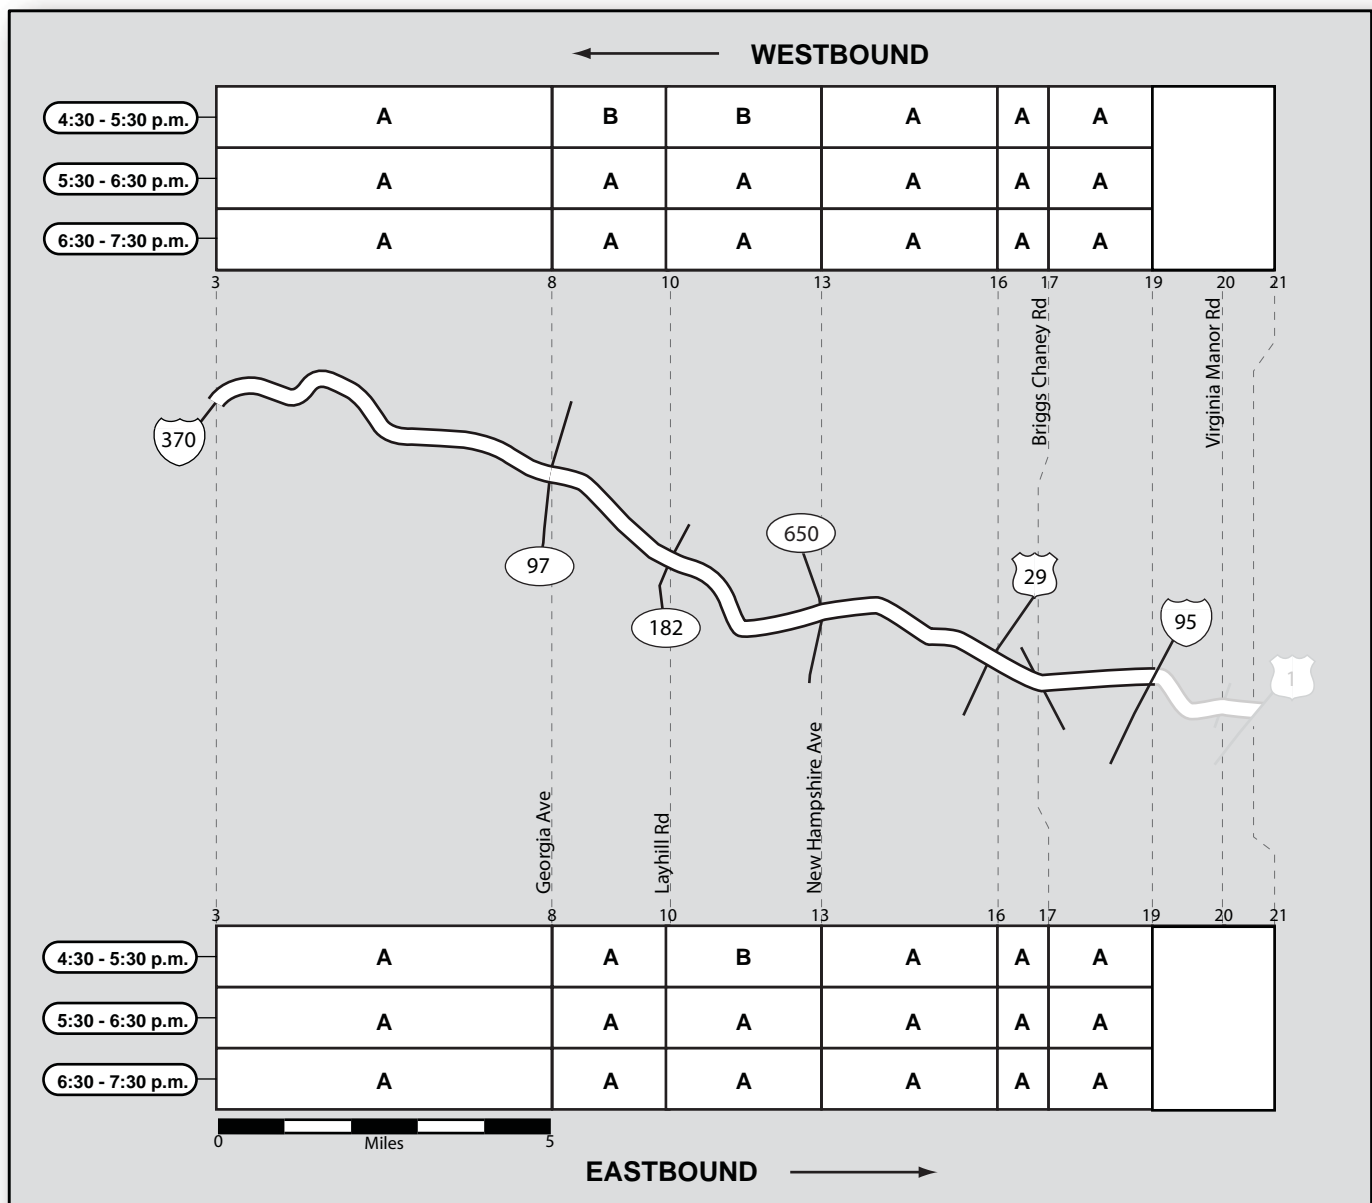 WESTBOUND
4:30 - 5:30 p.m. A B B A A A
5:30 - 6:30 p.m. A A A A A A
6:30 - 7:30 p.m. A A A A A A
3 8 10 13 16 17 19 20 21
Briggs Chaney Rd
Virginia Manor Rd
370
97
182
650
29
95
1
Georgia Ave
Layhill Rd
New Hampshire Ave
3 8 10 13 16 17 19 20 21
4:30 - 5:30 p.m. A A B A A A
5:30 - 6:30 p.m. A A A A A A
6:30 - 7:30 p.m. A A A A A A
0 Miles 5
EASTBOUND